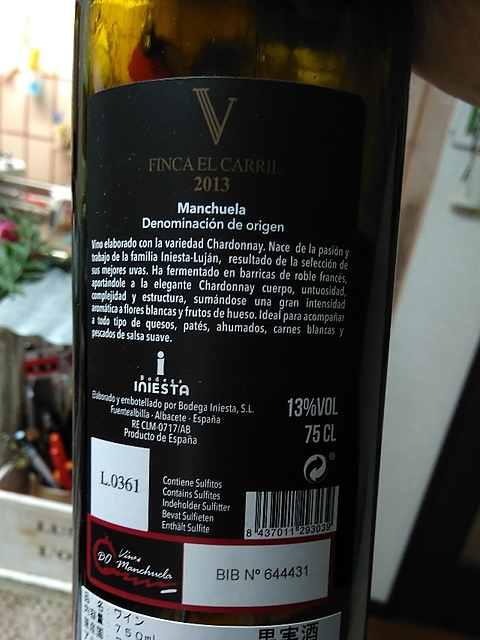 V
FINCA EL CARRIL
2013
Manchuela
Denominación de origen
Vino elaborado con la variedad Chardonnay. Nace de la pasión y
trabajo de la familia Iniesta-Luján, resultado de la selección de
sus mejores uvas. Ha fermentado en barricas de roble francés,
aportándole a la elegante Chardonnay cuerpo, untuosidad,
complejidad y estructura, sumándose una gran intensidad
aromática a flores blancas y frutos de hueso. Ideal para acompañar
a todo tipo de quesos, patés, ahumados, carnes blancas y
pescados de salsa suave.
Bodega
INIESTA
Elaborado y embotellado por Bodega Iniesta, S.L.
Fuentealbilla - Albacete - España
RE CLM-0717/AB
Producto de España
13%VOL
75 CL
L.0361
Contiene Sulfitos
Contains Sulfites
Indeholder Sulfitter
Bevat Sulfieten
Enthält Sulfite
8 437011 293039
DO Vinos
Manchuela
BIB Nº 644431
ワイン
750ml
果実酒